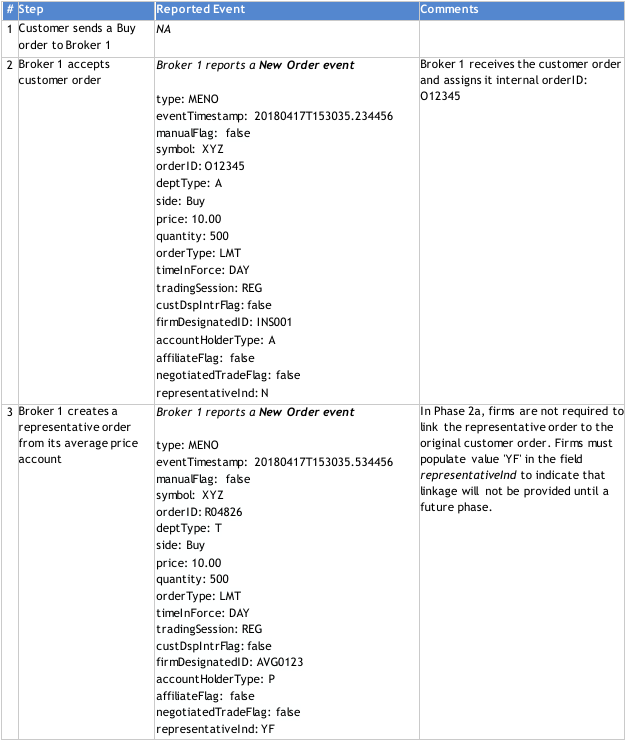 # Step Reported Event Comments
1 Customer sends a Buy order to Broker 1 NA
2 Broker 1 accepts customer order
Broker 1 reports a New Order event
type: MENO
eventTimestamp: 20180417T153035.234456
manualFlag: false
symbol: XYZ
orderID: O12345
deptType: A
side: Buy
price: 10.00
quantity: 500
orderType: LMT
timeInForce: DAY
tradingSession: REG
custDspIntrFlag: false
firmDesignatedID: INS001
accountHolderType: A
affiliateFlag: false
negotiatedTradeFlag: false
representativeInd: N
Broker 1 receives the customer order
and assigns it internal orderID:
O12345
3 Broker 1 creates a
representative order
from its average price
account
Broker 1 reports a New Order event
type: MENO
eventTimestamp: 20180417T153035.534456
manualFlag: false
symbol: XYZ
orderID: R04826
deptType: T
side: Buy
price: 10.00
quantity: 500
orderType: LMT
timeInForce: DAY
tradingSession: REG
custDspIntrFlag: false
firmDesignatedID: AVG0123
accountHolderType: P
affiliateFlag: false
negotiatedTradeFlag: false
representativeInd: YF
In Phase 2a, firms are not required to
link the representative order to the
original customer order. Firms must
populate value 'YF' in the field
representativeInd to indicate that
linkage will not be provided until a
future phase.